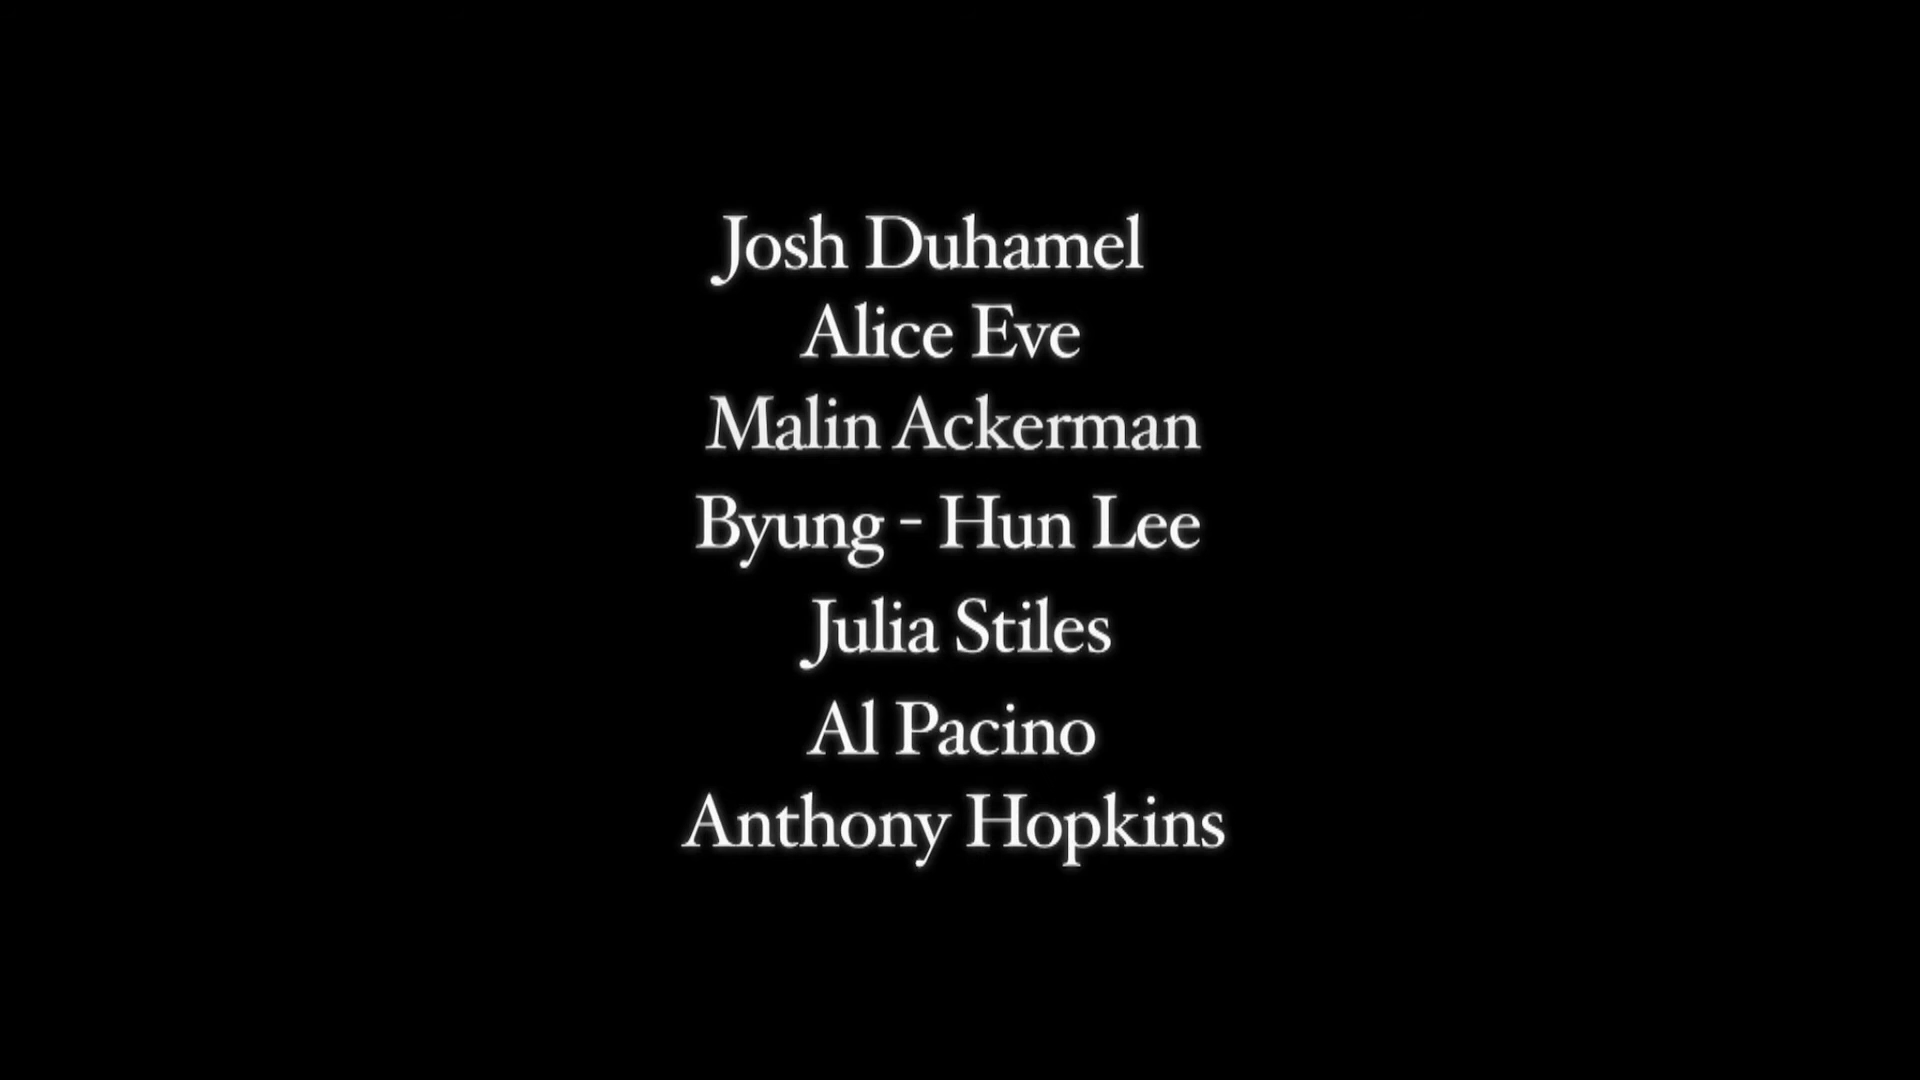 Josh Duhamel
Alice Eve
Malin Ackerman
Byung - Hun Lee
Julia Stiles
Al Pacino
Anthony Hopkins